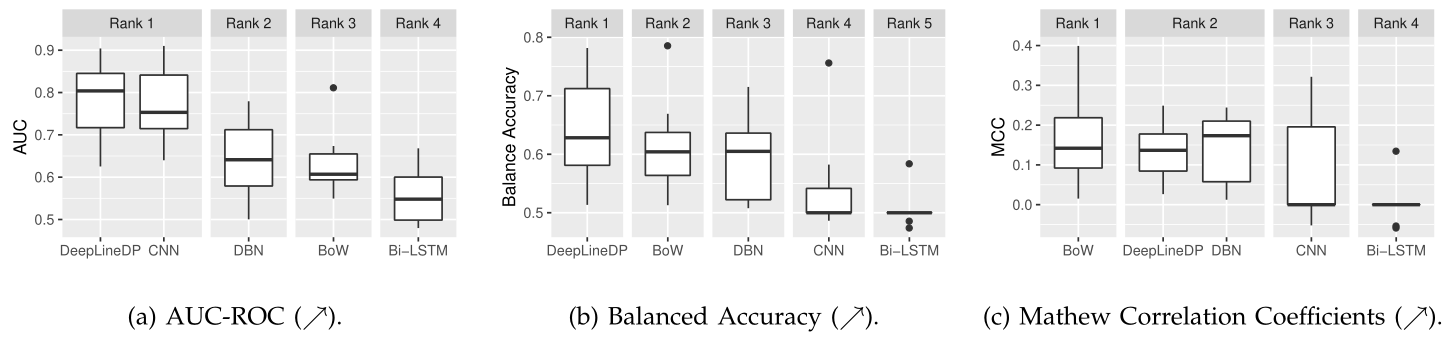 Rank 1 Rank 2 Rank 3 Rank 4
AUC
0.9
0.8
0.7
0.6
0.5
DeepLineDP CNN DBN BoW Bi−LSTM
(a) AUC-ROC (↗).
Rank 1 Rank 2 Rank 3 Rank 4 Rank 5
Balance Accuracy
0.8
0.7
0.6
0.5
DeepLineDP BoW DBN CNN Bi−LSTM
(b) Balanced Accuracy (↗).
Rank 1 Rank 2 Rank 3 Rank 4
MCC
0.4
0.3
0.2
0.1
0.0
BoW DeepLineDP DBN CNN Bi−LSTM
(c) Mathew Correlation Coefficients (↗).